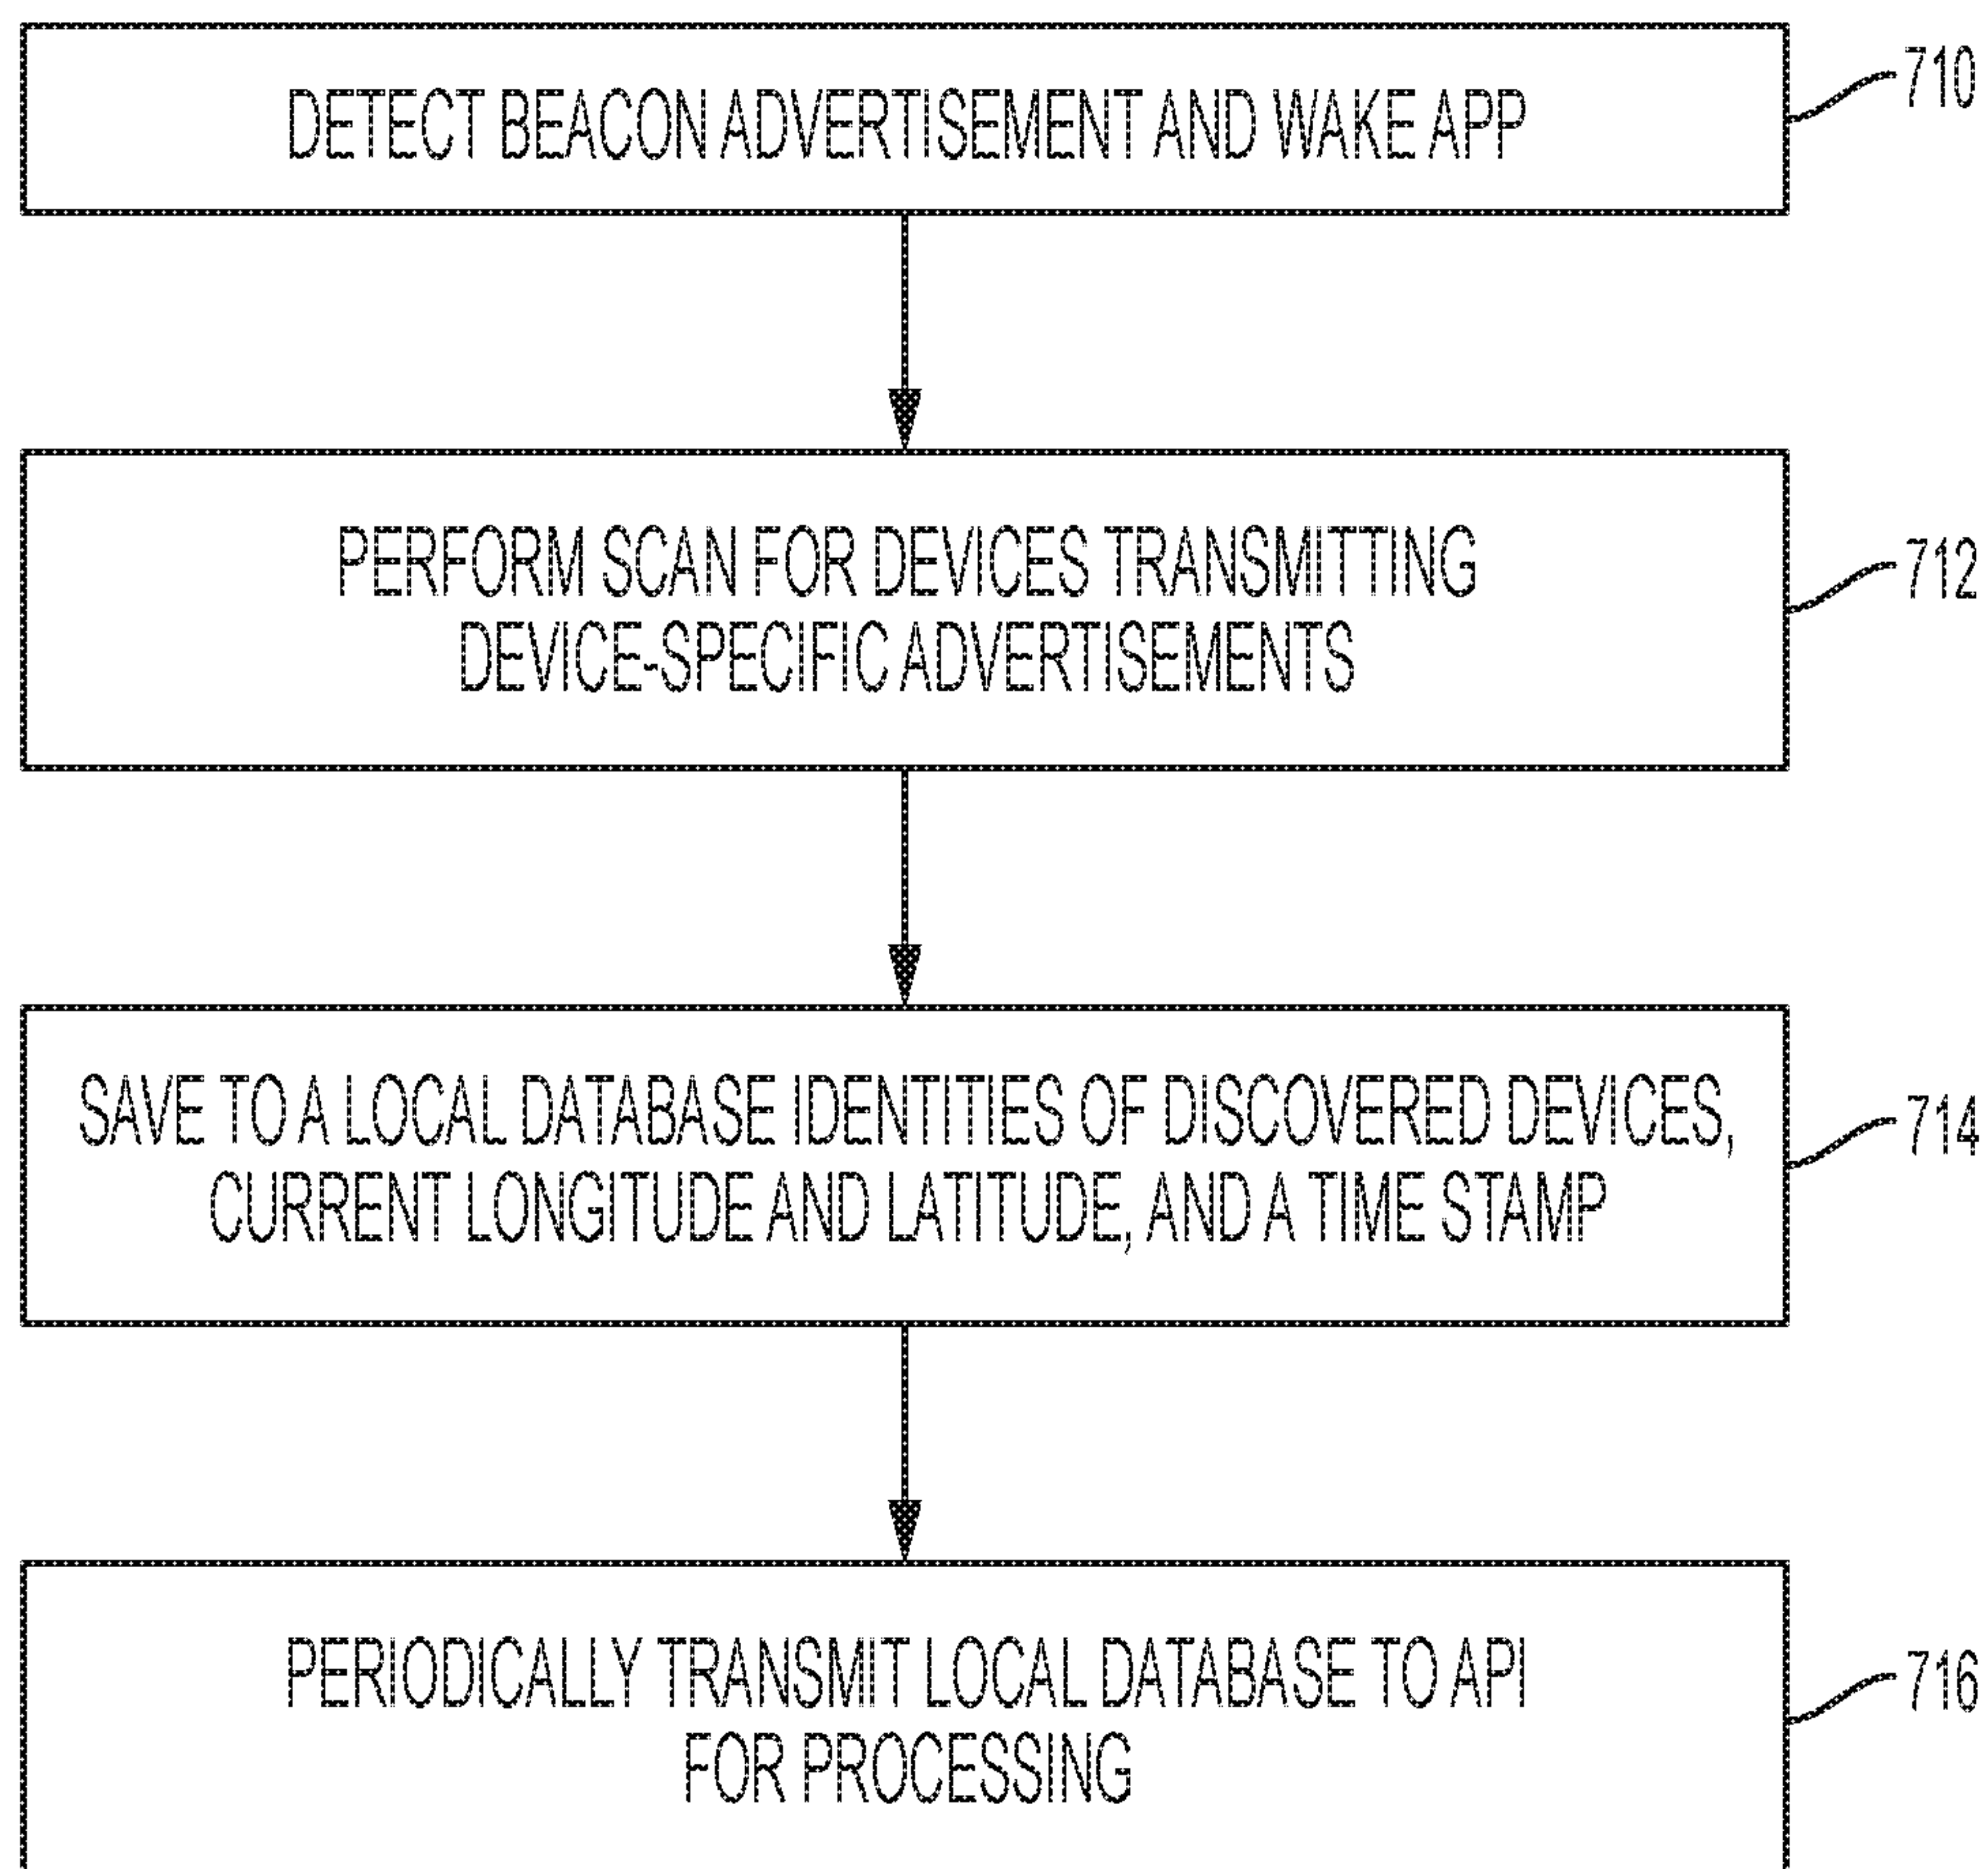 DETECT BEACON ADVERTISEMENT AND WAKE APP
710
PERFORM SCAN FOR DEVICES TRANSMITTING
DEVICE-SPECIFIC ADVERTISEMENTS
712
SAVE TO A LOCAL DATABASE IDENTITIES OF DISCOVERED DEVICES,
CURRENT LONGITUDE AND LATITUDE, AND A TIME STAMP
714
PERIODICALLY TRANSMIT LOCAL DATABASE TO API
FOR PROCESSING
716